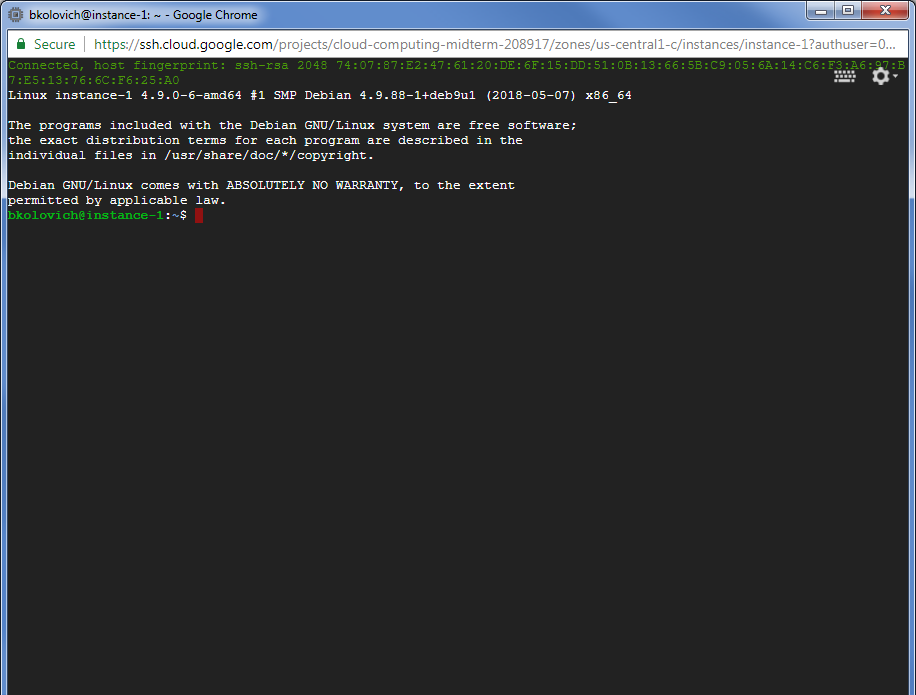 bkolovich@instance-1: ~ - Google Chrome
Secure https://ssh.cloud.google.com/projects/cloud-computing-midterm-208917/zones/us-central1-c/instances/instance-1?authuser=0...
Connected, host fingerprint: ssh-rsa 2048 74:07:87:E2:47:61:20:DE:6F:15:DD:51:0B:13:66:5B:C9:05:6A:14:C6:F3:A6:97:B
7:E5:13:76:6C:F6:25:A0
Linux instance-1 4.9.0-6-amd64 #1 SMP Debian 4.9.88-1+deb9u1 (2018-05-07) x86_64
The programs included with the Debian GNU/Linux system are free software;
the exact distribution terms for each program are described in the
individual files in /usr/share/doc/*/copyright.
Debian GNU/Linux comes with ABSOLUTELY NO WARRANTY, to the extent
permitted by applicable law.
bkolovich@instance-1:~$